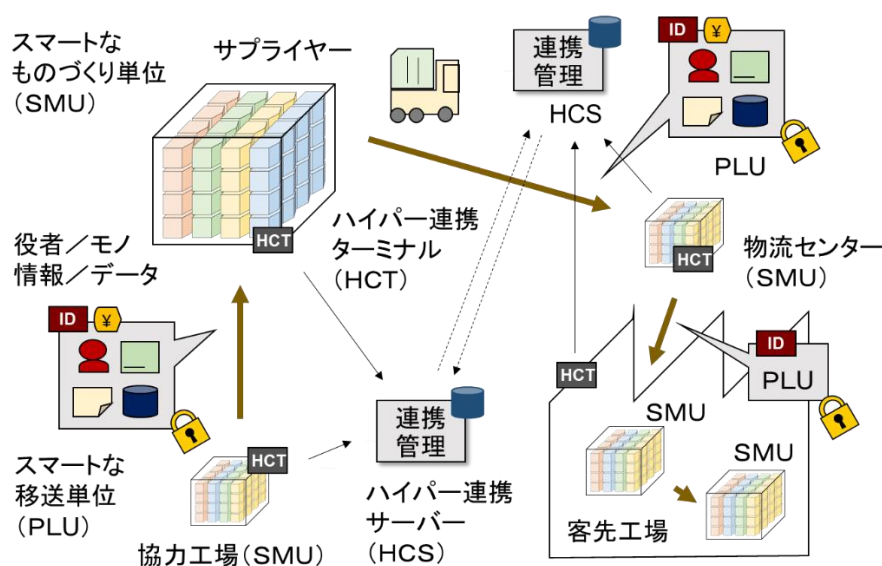 スマートな
ものづくり単位
(SMU)
サプライヤー
HCT
ハイパー連携
ターミナル
(HCT)
連携
管理
HCS
ID
¥
PLU
HCT
物流センター
(SMU)
役者／モノ
情報／データ
ID
¥
スマートな
移送単位
(PLU)
HCT
協力工場(SMU)
連携
管理
ハイパー連携
サーバー
(HCS)
HCT
ID
PLU
SMU
SMU
客先工場